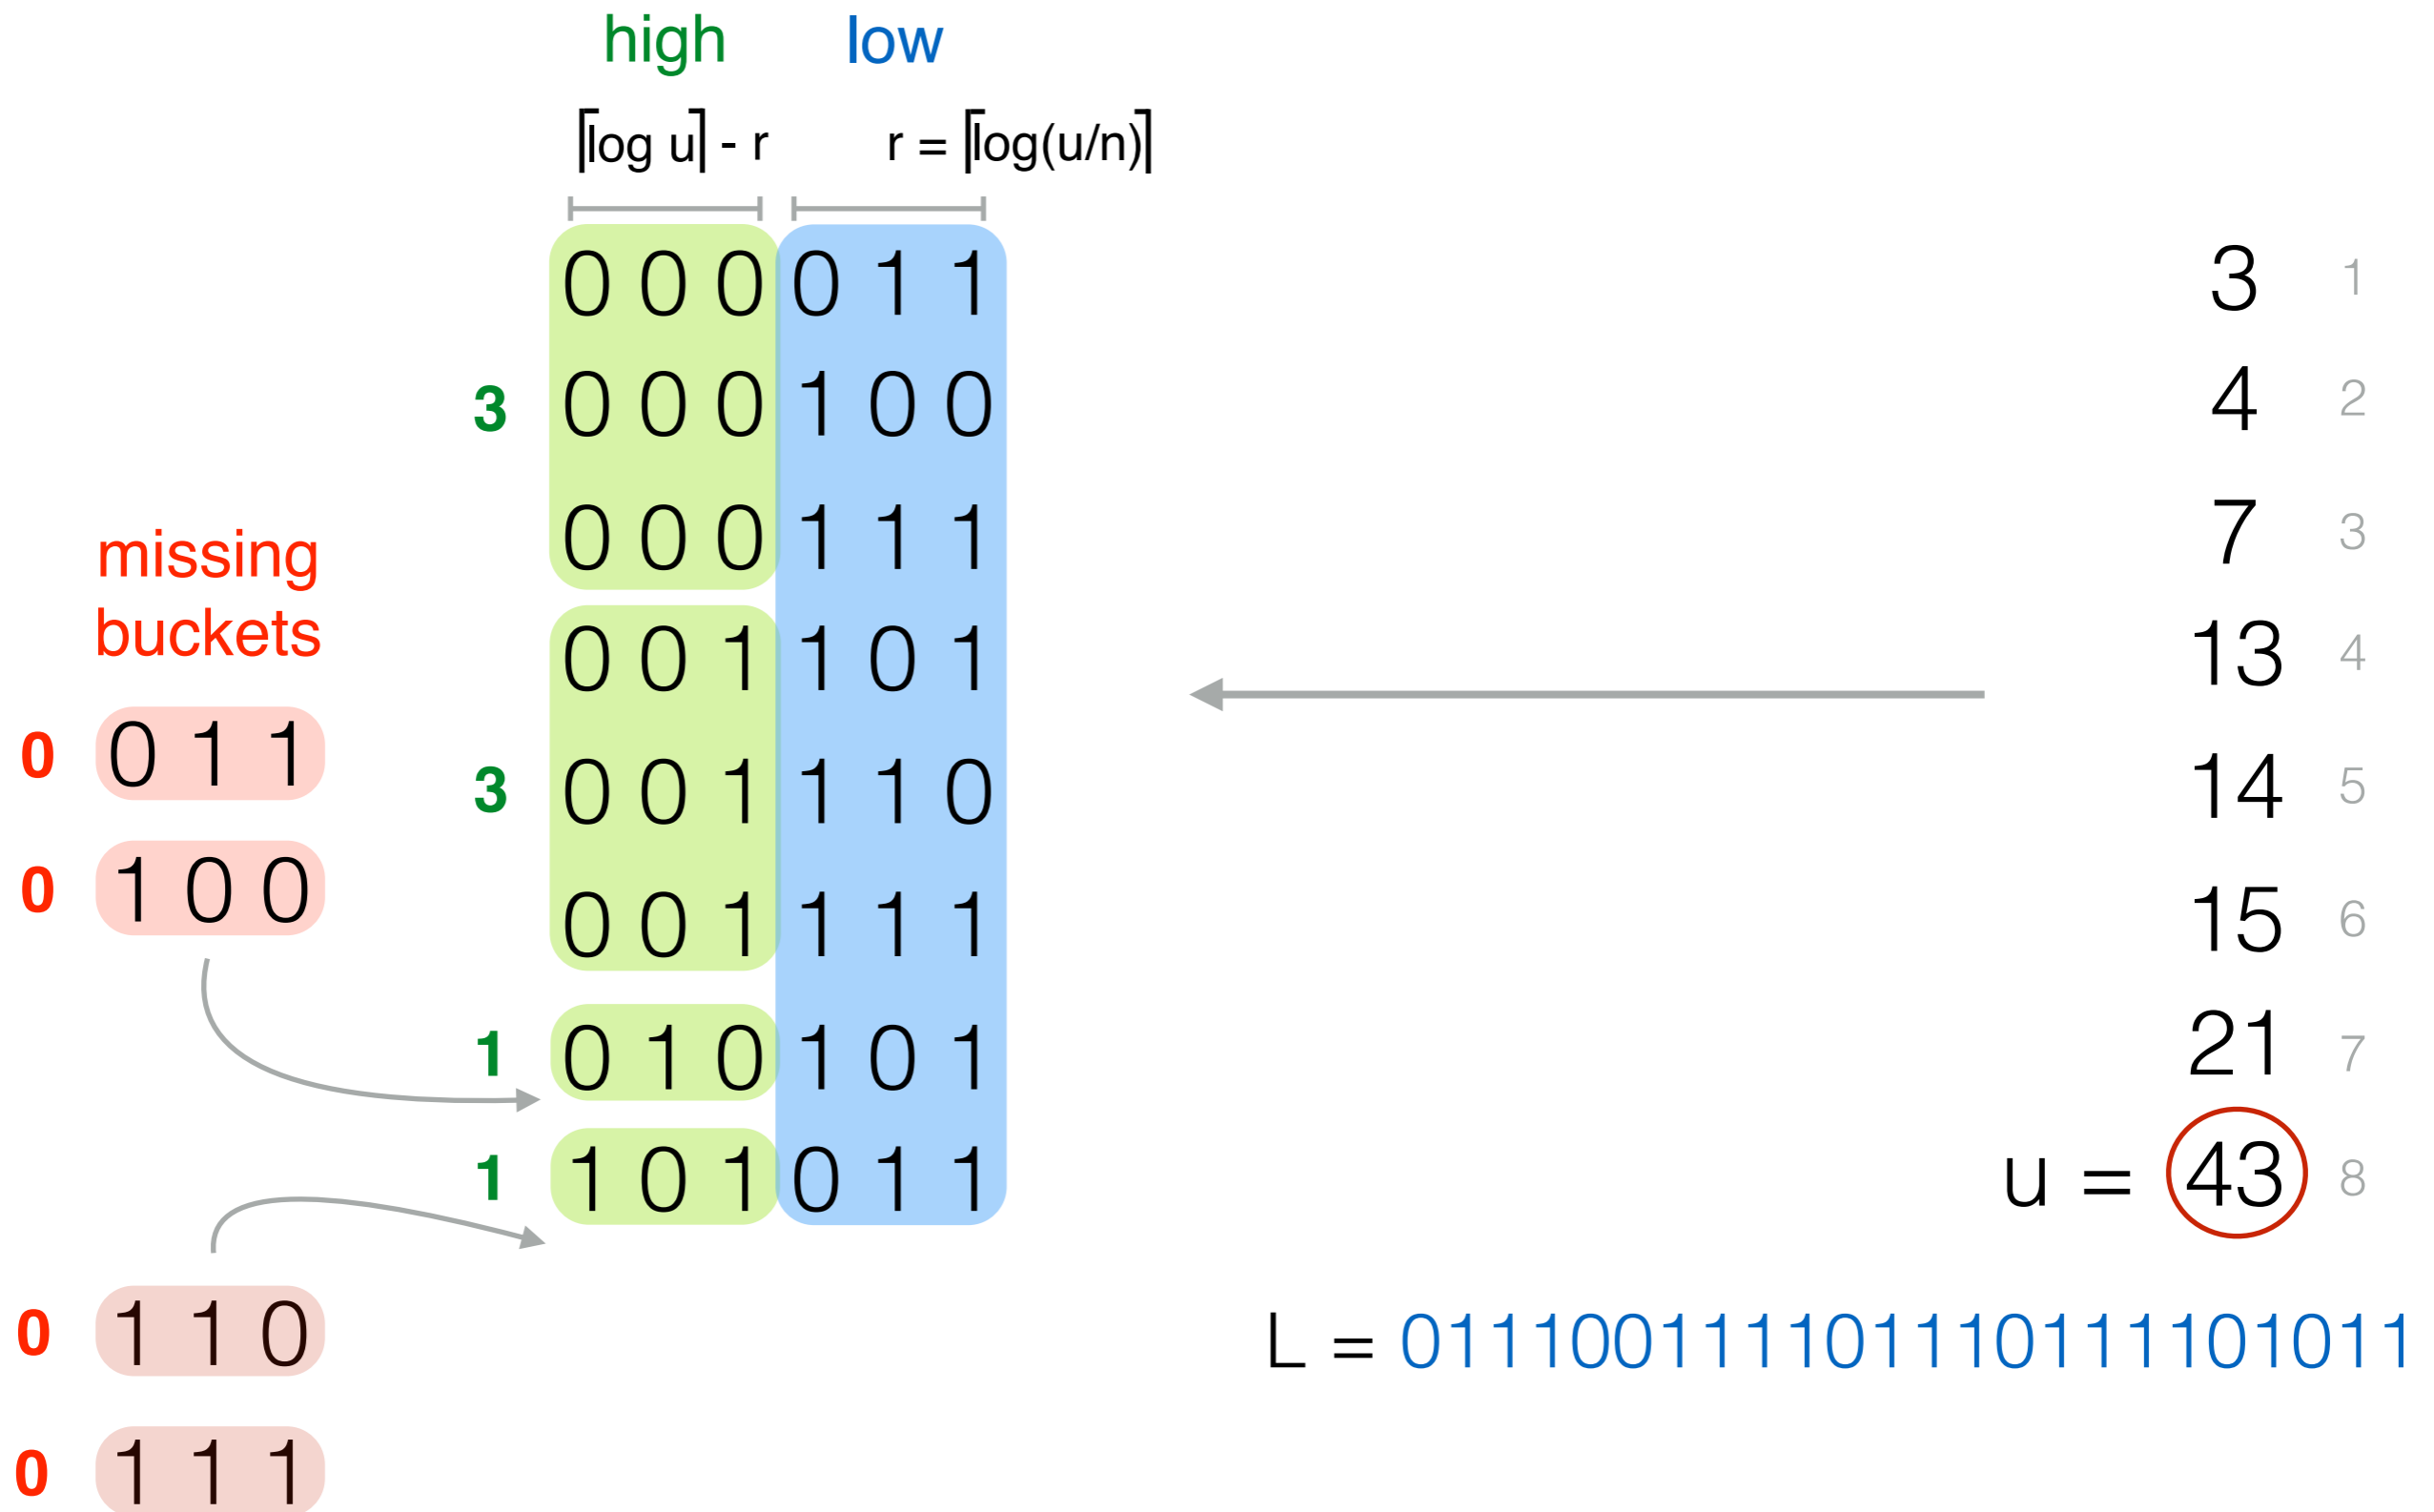 high low
⌈log u⌉ - r r = ⌈log(u/n)⌉
0 0 0 0 1 1 3 1
3 0 0 0 1 0 0 4 2
0 0 0 1 1 1 7 3
missing
buckets
0 0 1 1 0 1 13 4
0 0 1 1
3 0 0 1 1 1 0 14 5
0 1 0 0
0 0 1 1 1 1 15 6
1 0 1 0 1 0 1 21 7
1 1 0 1 0 1 1 u = 43 8
0 1 1 0
L = 011100111101110111101011
0 1 1 1